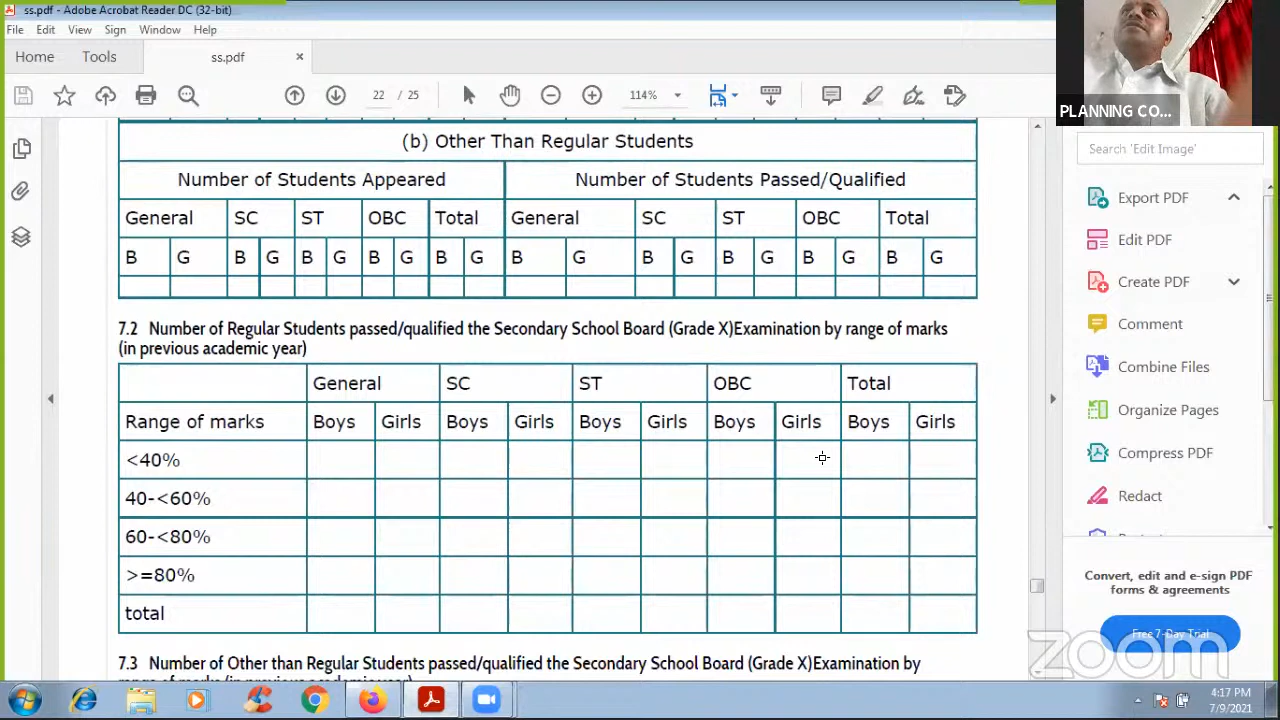 ss.pdf - Adobe Acrobat Reader DC (32-bit)
File Edit View Sign Window Help
Home Tools ss.pdf ×
22 / 25 114%
PLANNING CO...
(b) Other Than Regular Students
Number of Students Appeared Number of Students Passed/Qualified
General SC ST OBC Total General SC ST OBC Total
B G B G B G B G B G B G B G B G B G B G
7.2 Number of Regular Students passed/qualified the Secondary School Board (Grade X)Examination by range of marks
(in previous academic year)
General SC ST OBC Total
Range of marks Boys Girls Boys Girls Boys Girls Boys Girls Boys Girls
<40%
40-<60%
60-<80%
>=80%
total
7.3 Number of Other than Regular Students passed/qualified the Secondary School Board (Grade X)Examination by
range of marks (in previous academic year)
Search 'Edit Image'
Export PDF
Edit PDF
Create PDF
Comment
Combine Files
Organize Pages
Compress PDF
Redact
Convert, edit and e-sign PDF
forms & agreements
Free 7-Day Trial
zoom
4:17 PM
7/9/2021